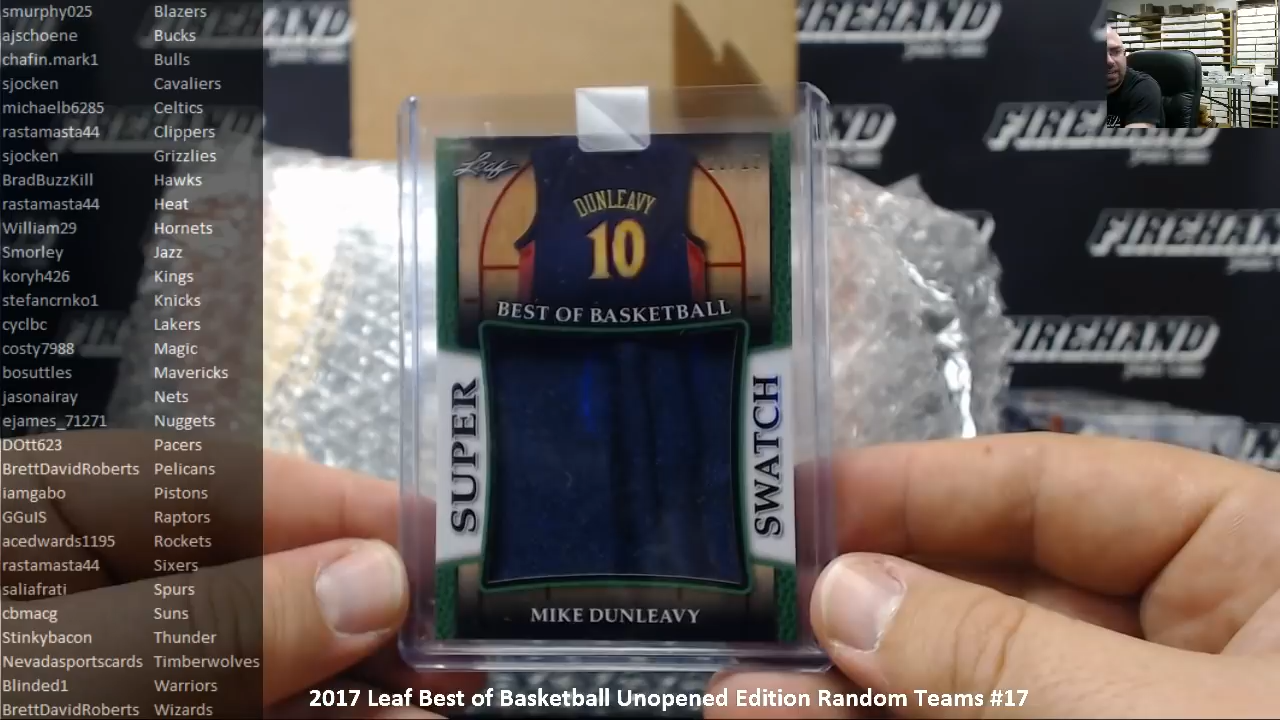 smurphy025 Blazers
ajschoene Bucks
chafin.mark1 Bulls
sjocken Cavaliers
michaelb6285 Celtics
rastamasta44 Clippers
sjocken Grizzlies
BradBuzzKill Hawks
rastamasta44 Heat
William29 Hornets
Smorley Jazz
koryh426 Kings
stefancrnko1 Knicks
cyclbc Lakers
costy7988 Magic
bosuttles Mavericks
jasonairay Nets
ejames_71271 Nuggets
DOtt623 Pacers
BrettDavidRoberts Pelicans
iamgabo Pistons
GGuIS Raptors
acedwards1195 Rockets
rastamasta44 Sixers
saliafrati Spurs
cbmacg Suns
Stinkybacon Thunder
Nevadasportscards Timberwolves
Blinded1 Warriors
BrettDavidRoberts Wizards
Leaf
DUNLEAVY
10
BEST OF BASKETBALL
SUPER
SWATCH
MIKE DUNLEAVY
FIREHAND
FIREHAND
FIREHAND
2017 Leaf Best of Basketball Unopened Edition Random Teams #17